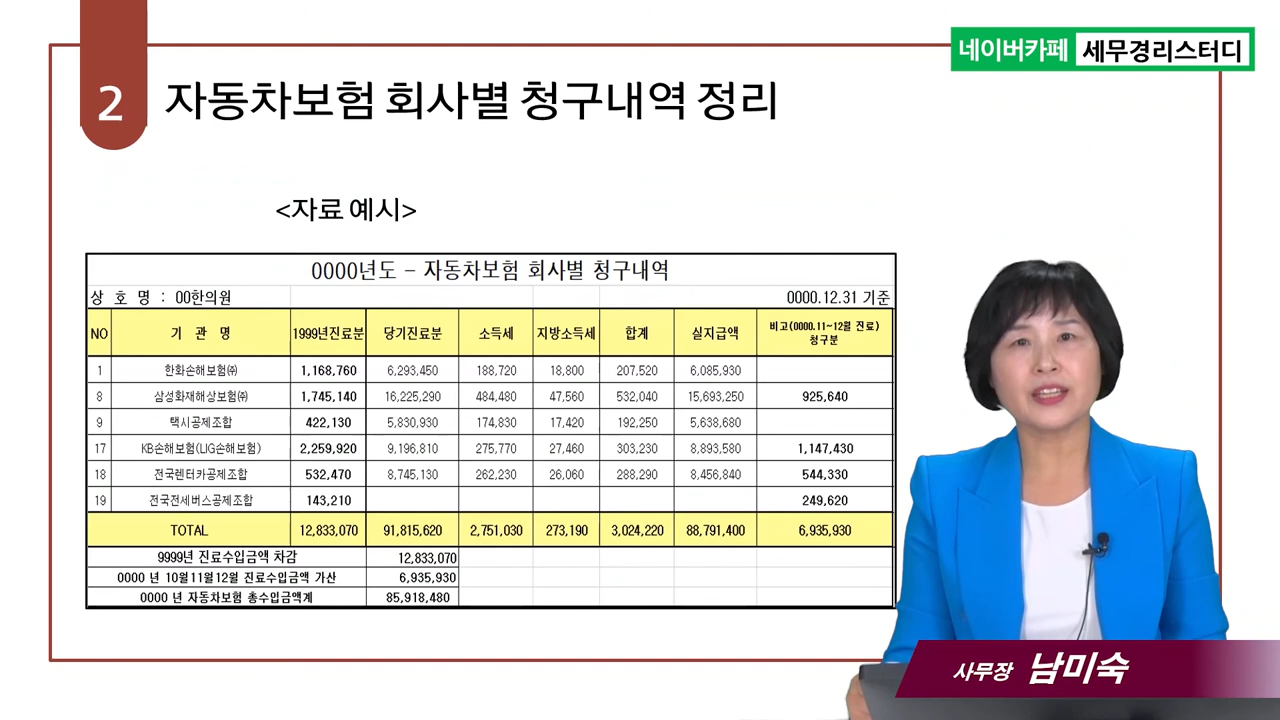 네이버카페 세무경리스터디
2 자동차보험 회사별 청구내역 정리
<자료 예시>
0000년도 - 자동차보험 회사별 청구내역
상 호 명 : 00한의원 0000.12.31 기준
NO 기 관 명 1999년진료분 당기진료분 소득세 지방소득세 합계 실지급액 비고(0000.11~12월 진료)
청구분
1 한화손해보험㈜ 1,168,760 6,293,450 188,720 18,800 207,520 6,085,930
8 삼성화재해상보험㈜ 1,745,140 16,225,290 484,480 47,560 532,040 15,693,250 925,640
9 택시공제조합 422,130 5,830,930 174,830 17,420 192,250 5,638,680
17 KB손해보험(LIG손해보험) 2,259,920 9,196,810 275,770 27,460 303,230 8,893,580 1,147,430
18 전국렌터카공제조합 532,470 8,745,130 262,230 26,060 288,290 8,456,840 544,330
19 전국전세버스공제조합 143,210 249,620
TOTAL 12,833,070 91,815,620 2,751,030 273,190 3,024,220 88,791,400 6,935,930
9999년 진료수입금액 차감 12,833,070
0000 년 10월11월12월 진료수입금액 가산 6,935,930
0000 년 자동차보험 총수입금액계 85,918,480
사무장 남미숙